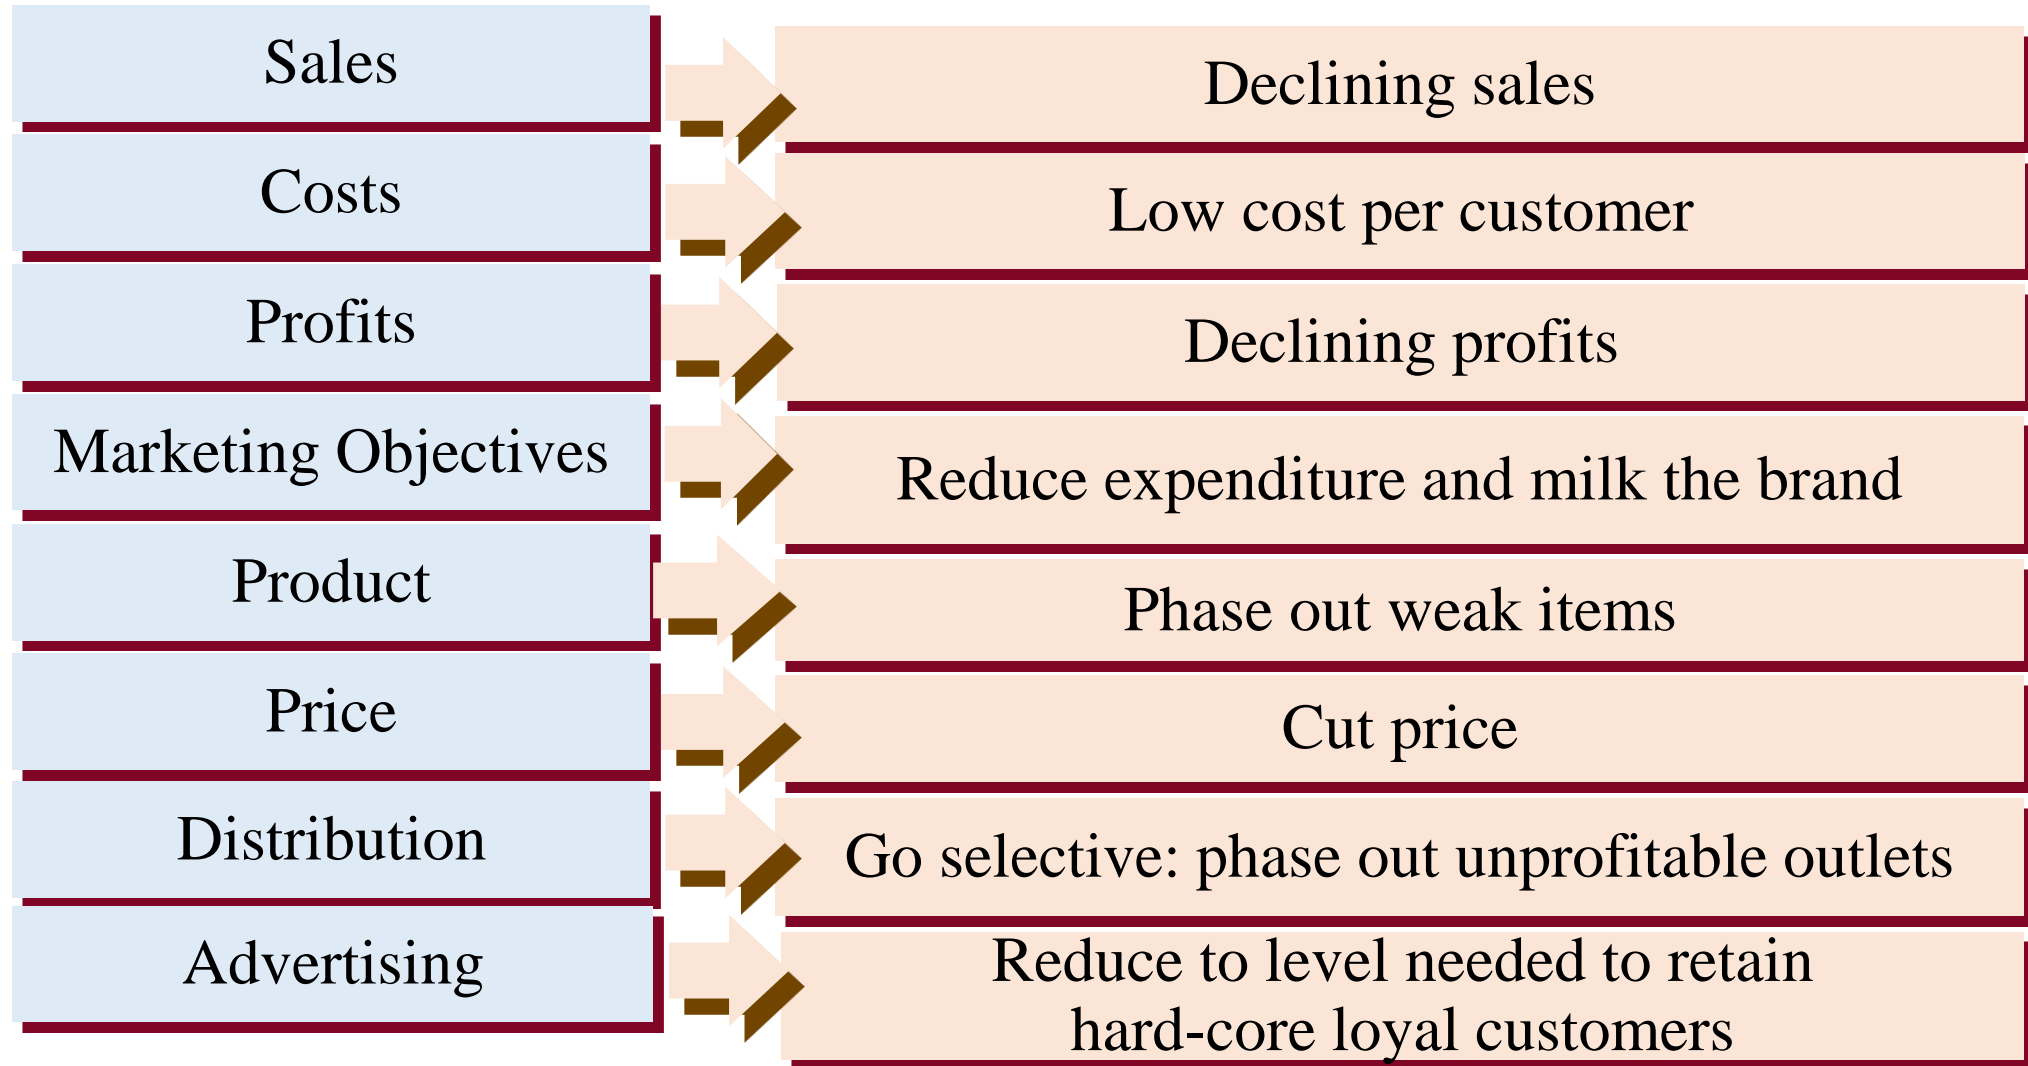 Sales
Declining sales
Costs
Low cost per customer
Profits
Declining profits
Marketing Objectives
Reduce expenditure and milk the brand
Product
Phase out weak items
Price
Cut price
Distribution
Go selective: phase out unprofitable outlets
Advertising
Reduce to level needed to retain
hard-core loyal customers